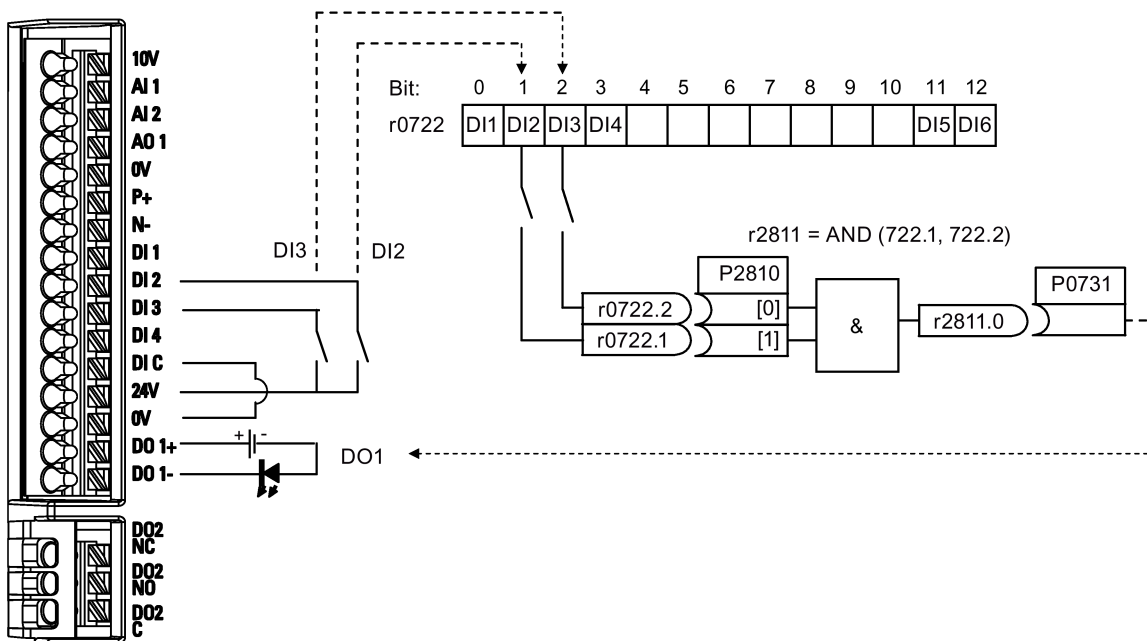 10V
AI 1
AI 2
AO 1
0V
P+
N-
DI 1
DI 2
DI 3
DI 4
DI C
24V
0V
DO 1+
DO 1-
DO2
NC
DO2
NO
DO2
C
DI3
DI2
+ -
DO1
Bit: 0 1 2 3 4 5 6 7 8 9 10 11 12
r0722 DI1 DI2 DI3 DI4 DI5 DI6
r2811 = AND (722.1, 722.2)
P2810
r0722.2 [0]
r0722.1 [1]
&
r2811.0
P0731